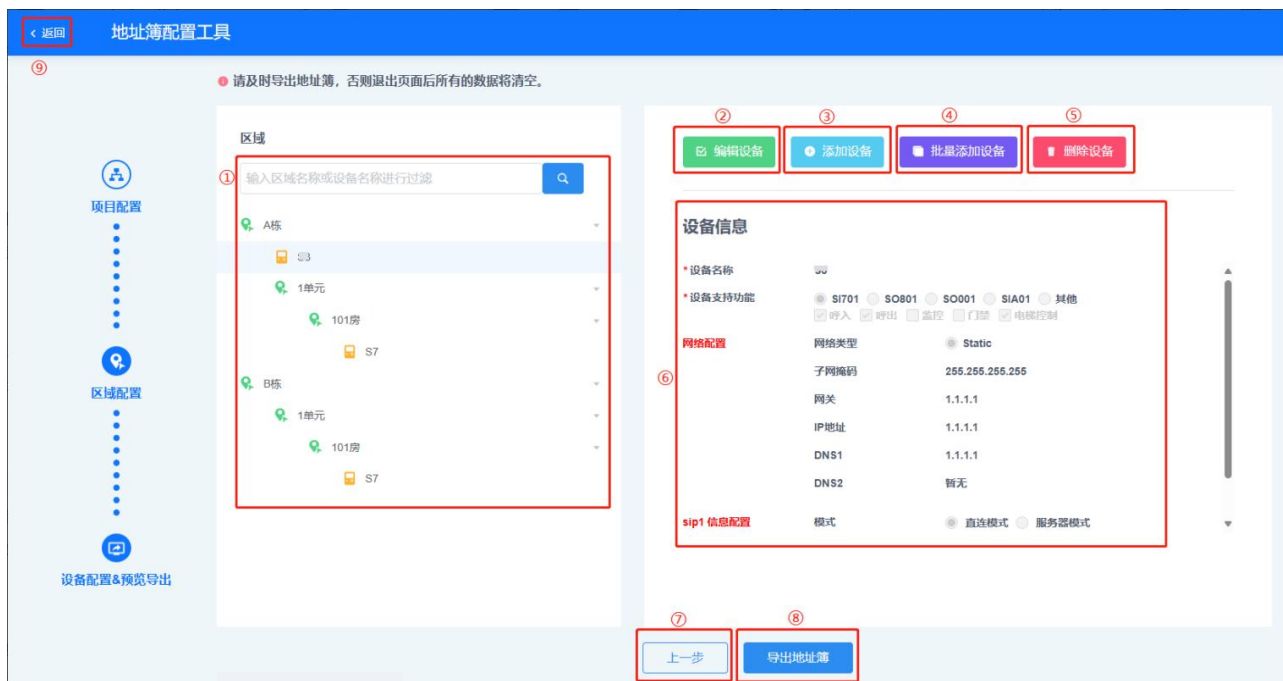 返回 地址簿配置工具
⑨
请及时导出地址簿，否则退出页面后所有的数据将清空。
项目配置
区域配置
设备配置&预览导出
区域
①
输入区域名称或设备名称进行过滤
A栋
1单元
101房
S7
B栋
1单元
101房
S7
② ③ ④ ⑤
编辑设备 添加设备 批量添加设备 删除设备
⑥
设备信息
*设备名称
*设备支持功能 SI701 SO801 SO001 SIA01 其他
呼入 呼出 监控 门禁 电梯控制
网络配置 网络类型 Static
子网掩码 255.255.255.255
网关 1.1.1.1
IP地址 1.1.1.1
DNS1 1.1.1.1
DNS2 暂无
sip1 信息配置 模式 直连模式 服务器模式
⑦ ⑧
上一步 导出地址簿